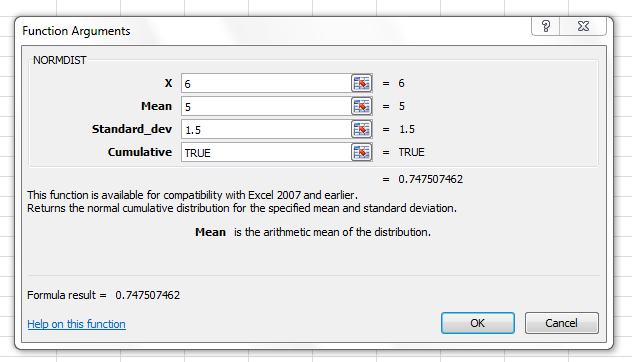 Function Arguments
?
NORMDIST
X 6 = 6
Mean 5 = 5
Standard_dev 1.5 = 1.5
Cumulative TRUE = TRUE
= 0.747507462
This function is available for compatibility with Excel 2007 and earlier.
Returns the normal cumulative distribution for the specified mean and standard deviation.
Mean is the arithmetic mean of the distribution.
Formula result = 0.747507462
Help on this function OK Cancel